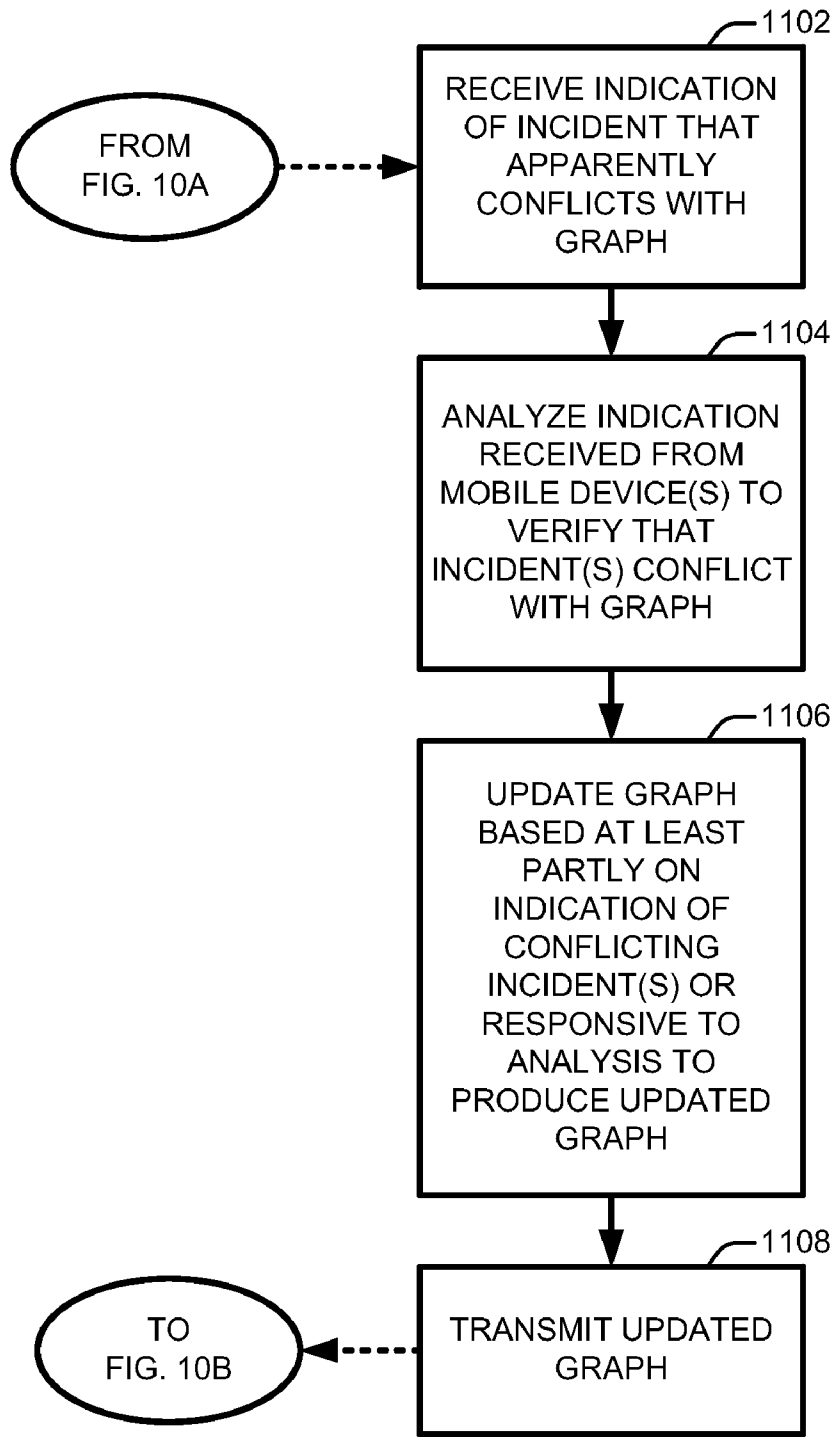 1102
FROM
FIG. 10A
RECEIVE INDICATION
OF INCIDENT THAT
APPARENTLY
CONFLICTS WITH
GRAPH
1104
ANALYZE INDICATION
RECEIVED FROM
MOBILE DEVICE(S) TO
VERIFY THAT
INCIDENT(S) CONFLICT
WITH GRAPH
1106
UPDATE GRAPH
BASED AT LEAST
PARTLY ON
INDICATION OF
CONFLICTING
INCIDENT(S) OR
RESPONSIVE TO
ANALYSIS TO
PRODUCE UPDATED
GRAPH
1108
TRANSMIT UPDATED
GRAPH
TO
FIG. 10B